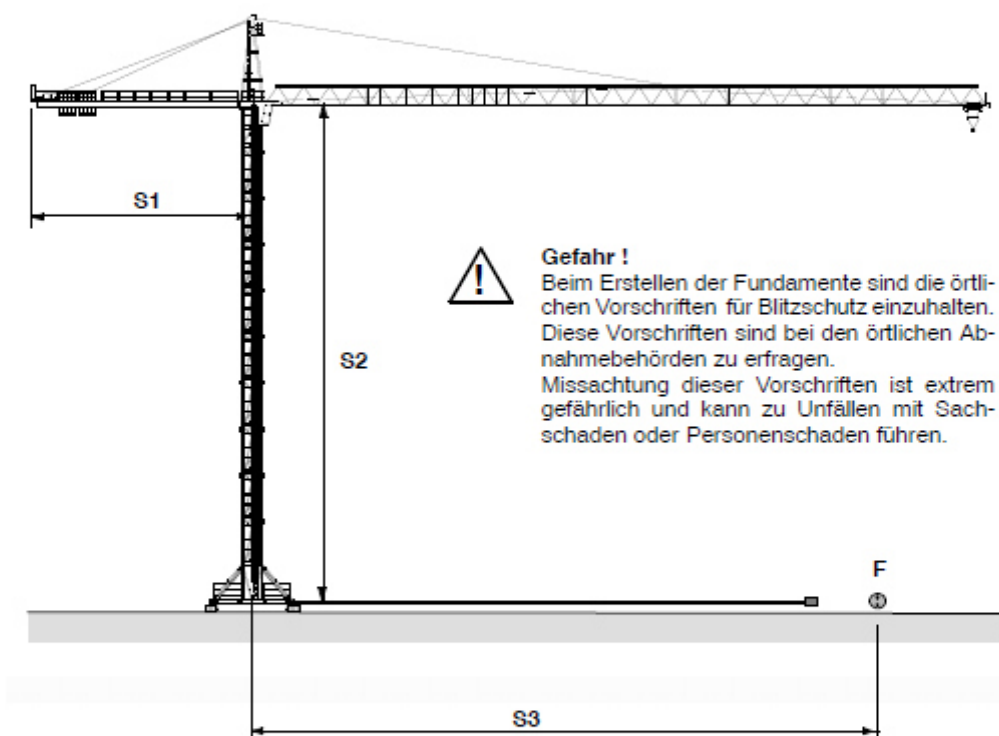 S1
!
Gefahr !
Beim Erstellen der Fundamente sind die örtli-
chen Vorschriften für Blitzschutz einzuhalten.
Diese Vorschriften sind bei den örtlichen Ab-
nahmebehörden zu erfragen.
Missachtung dieser Vorschriften ist extrem
gefährlich und kann zu Unfällen mit Sach-
schaden oder Personenschaden führen.
S2
F
S3